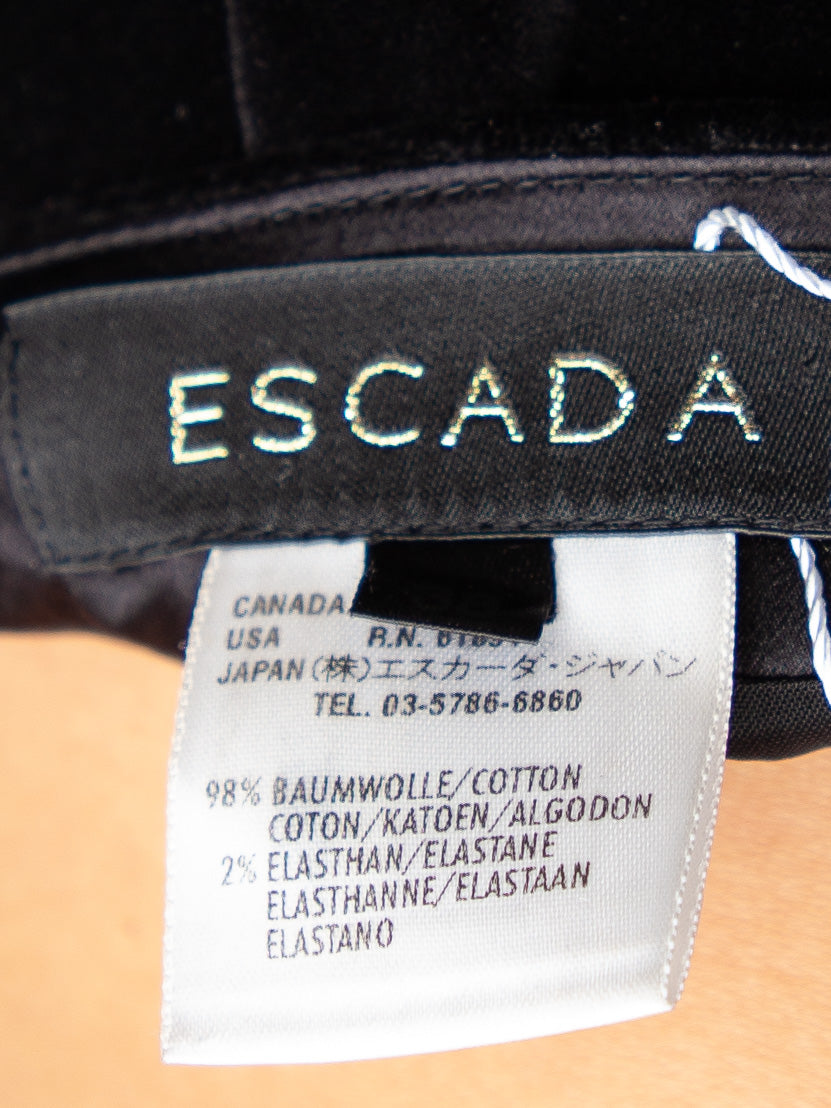 ESCADA
CANADA
USA R.N.
JAPAN (株)エスカーダ・ジャパン
TEL. 03-5786-6860
98% BAUMWOLLE/COTTON
COTON/KATOEN/ALGODON
2% ELASTHAN/ELASTANE
ELASTHANNE/ELASTAAN
ELASTANO